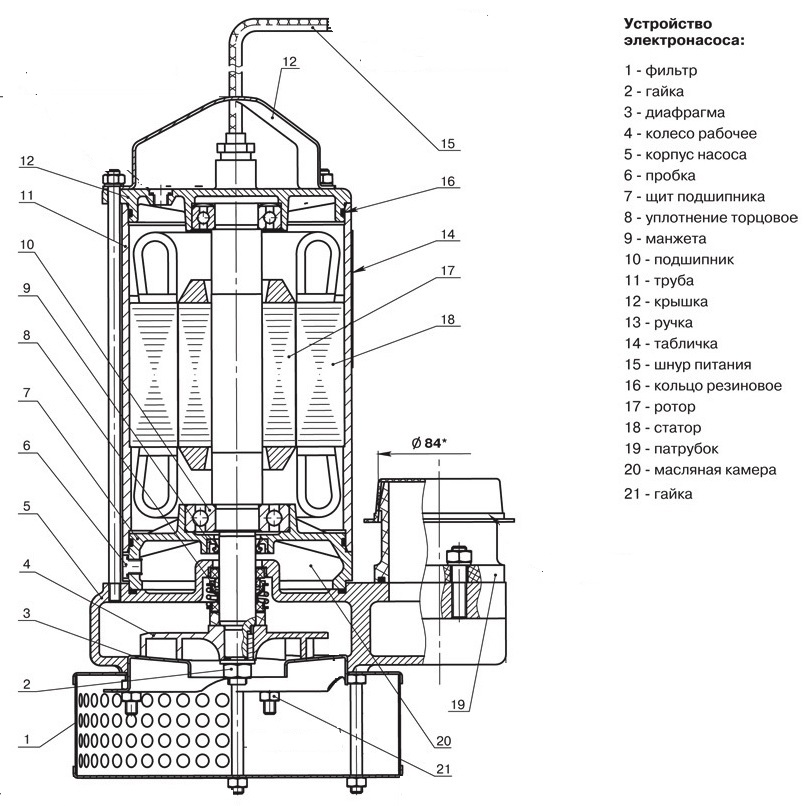 Устройство
электронасоса:
1 - фильтр
2 - гайка
3 - диафрагма
4 - колесо рабочее
5 - корпус насоса
6 - пробка
7 - щит подшипника
8 - уплотнение торцовое
9 - манжета
10 - подшипник
11 - труба
12 - крышка
13 - ручка
14 - табличка
15 - шнур питания
16 - кольцо резиновое
17 - ротор
18 - статор
19 - патрубок
20 - масляная камера
21 - гайка
12
15
12
16
11
14
10
17
9
18
8
7
Ø 84*
6
5
4
3
2
19
1
20
21